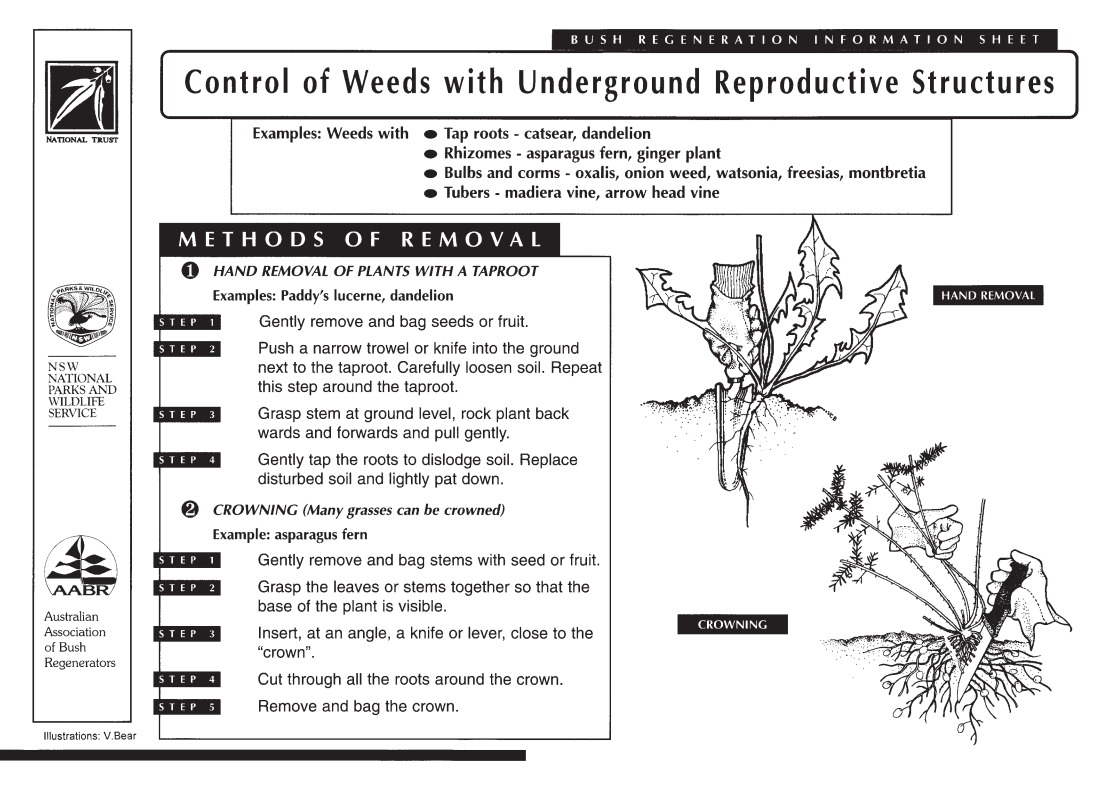 BUSH REGENERATION INFORMATION SHEET
Control of Weeds with Underground Reproductive Structures
Examples: Weeds with
● Tap roots - catsear, dandelion
● Rhizomes - asparagus fern, ginger plant
● Bulbs and corms - oxalis, onion weed, watsonia, freesias, montbretia
● Tubers - madiera vine, arrow head vine
NATIONAL TRUST
NATIONAL PARKS & WILDLIFE SERVICE
NSW
NSW
NATIONAL
PARKS AND
WILDLIFE
SERVICE
AABR
Australian
Association
of Bush
Regenerators
Illustrations: V.Bear
METHODS OF REMOVAL
❶ HAND REMOVAL OF PLANTS WITH A TAPROOT
Examples: Paddy's lucerne, dandelion
STEP 1 Gently remove and bag seeds or fruit.
STEP 2 Push a narrow trowel or knife into the ground
next to the taproot. Carefully loosen soil. Repeat
this step around the taproot.
STEP 3 Grasp stem at ground level, rock plant back
wards and forwards and pull gently.
STEP 4 Gently tap the roots to dislodge soil. Replace
disturbed soil and lightly pat down.
❷ CROWNING (Many grasses can be crowned)
Example: asparagus fern
STEP 1 Gently remove and bag stems with seed or fruit.
STEP 2 Grasp the leaves or stems together so that the
base of the plant is visible.
STEP 3 Insert, at an angle, a knife or lever, close to the
“crown”.
STEP 4 Cut through all the roots around the crown.
STEP 5 Remove and bag the crown.
HAND REMOVAL
CROWNING